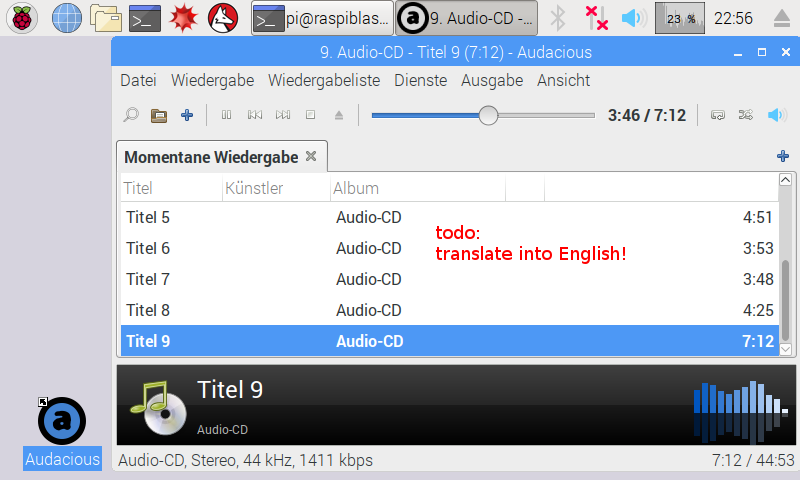 pi@raspiblas...
9. Audio-CD -...
23 %
22:56
9. Audio-CD - Titel 9 (7:12) - Audacious
Datei Wiedergabe Wiedergabeliste Dienste Ausgabe Ansicht
3:46 / 7:12
Momentane Wiedergabe
Titel Künstler Album
Titel 5 Audio-CD 4:51
Titel 6 Audio-CD 3:53
Titel 7 Audio-CD 3:48
Titel 8 Audio-CD 4:25
Titel 9 Audio-CD 7:12
todo:
translate into English!
Titel 9
Audio-CD
Audio-CD, Stereo, 44 kHz, 1411 kbps
7:12 / 44:53
Audacious